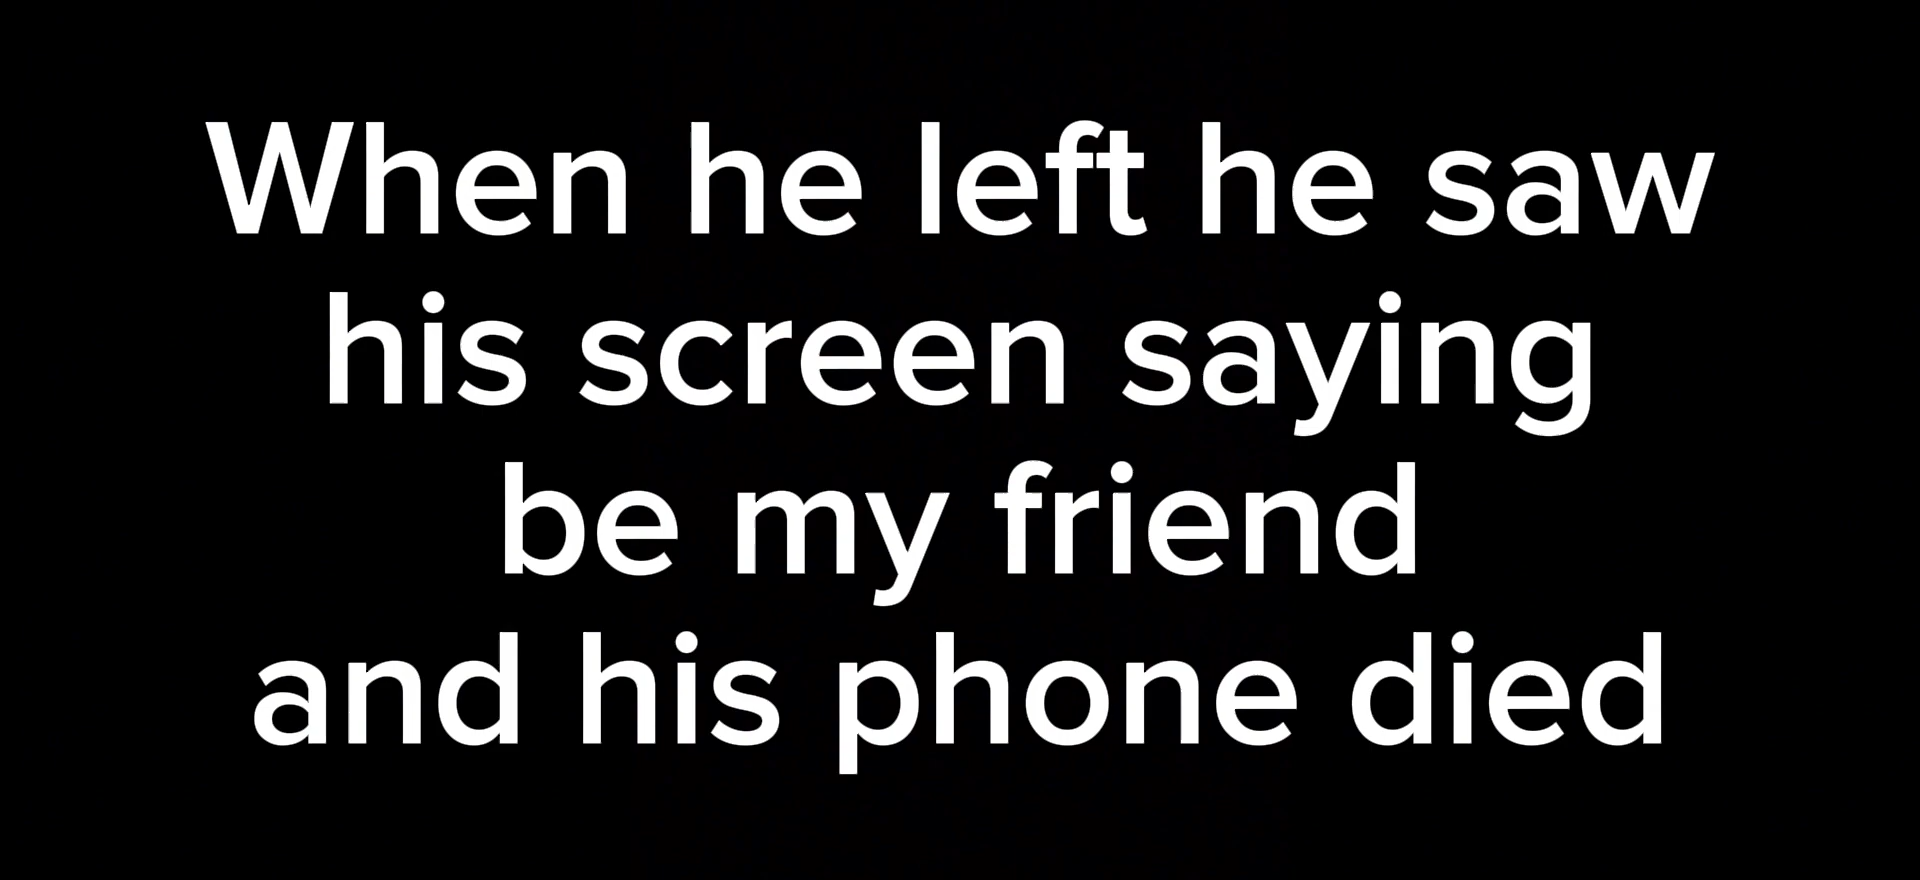 When he left he saw
his screen saying
be my friend
and his phone died